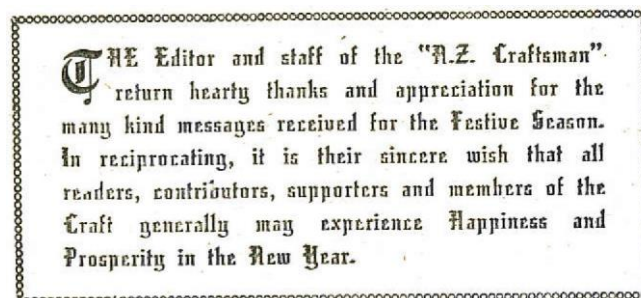 THE Editor and staff of the "N.Z. Craftsman"
return hearty thanks and appreciation for the
many kind messages received for the Festive Season.
In reciprocating, it is their sincere wish that all
readers, contributors, supporters and members of the
Craft generally may experience Happiness and
Prosperity in the New Year.